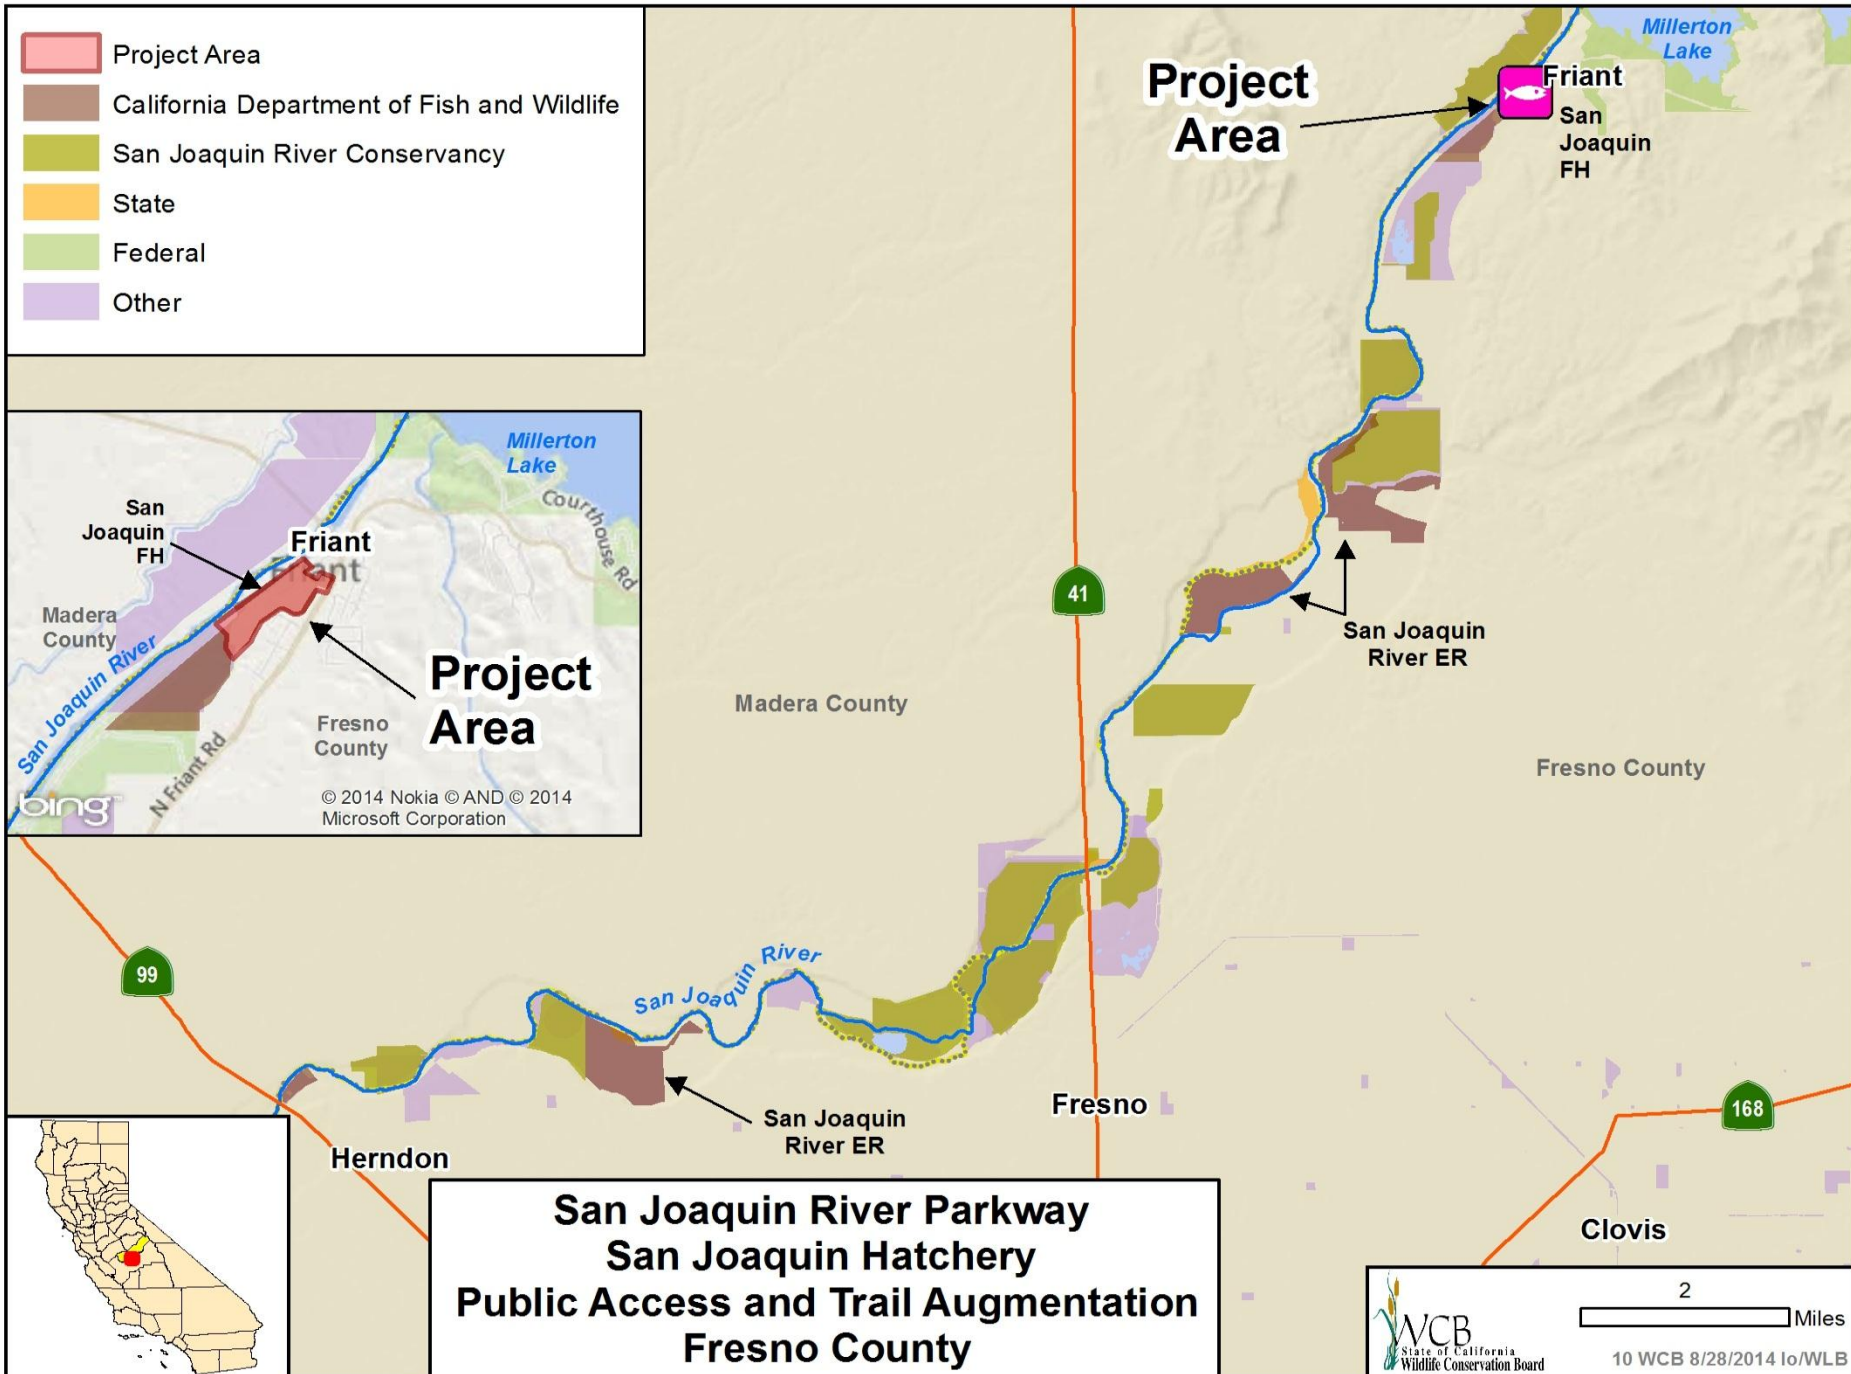 Project Area
California Department of Fish and Wildlife
San Joaquin River Conservancy
State
Federal
Other
Millerton
Lake
Project
Area
Friant
San
Joaquin
FH
Millerton
Lake
Courthouse Rd
San
Joaquin
FH
Friant
Friant
Madera
County
San Joaquin River
Project
Area
Fresno
County
N Friant Rd
bing™
© 2014 Nokia © AND © 2014
Microsoft Corporation
41
San Joaquin
River ER
Madera County
Fresno County
99
San Joaquin River
San Joaquin
River ER
Fresno
168
Herndon
Clovis
San Joaquin River Parkway
San Joaquin Hatchery
Public Access and Trail Augmentation
Fresno County
WCB
State of California
Wildlife Conservation Board
2
Miles
10 WCB 8/28/2014 lo/WLB